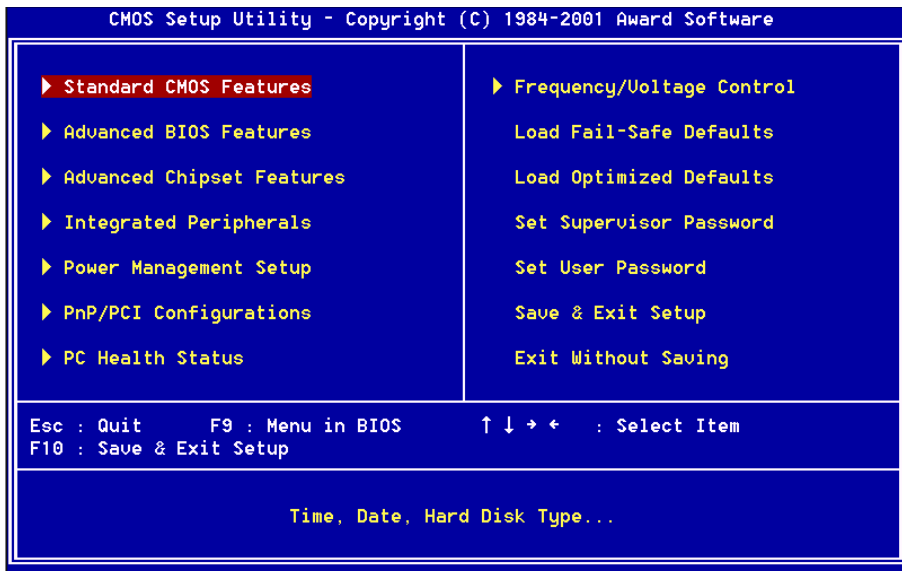 CMOS Setup Utility - Copyright (C) 1984-2001 Award Software
Standard CMOS Features
Advanced BIOS Features
Advanced Chipset Features
Integrated Peripherals
Power Management Setup
PnP/PCI Configurations
PC Health Status
Frequency/Voltage Control
Load Fail-Safe Defaults
Load Optimized Defaults
Set Supervisor Password
Set User Password
Save & Exit Setup
Exit Without Saving
Esc : Quit F9 : Menu in BIOS ↑ ↓ → ← : Select Item
F10 : Save & Exit Setup
Time, Date, Hard Disk Type...